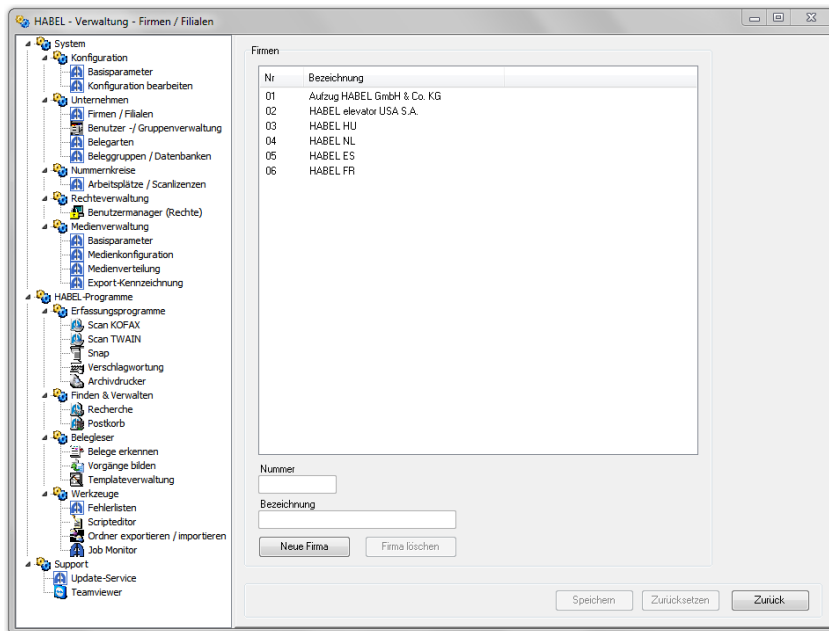 HABEL - Verwaltung - Firmen / Filialen
System
Konfiguration
Basisparameter
Konfiguration bearbeiten
Unternehmen
Firmen / Filialen
Benutzer -/ Gruppenverwaltung
Belegarten
Beleggruppen / Datenbanken
Nummernkreise
Arbeitsplätze / Scanlizenzen
Rechteverwaltung
Benutzermanager (Rechte)
Medienverwaltung
Basisparameter
Medienkonfiguration
Medienverteilung
Export-Kennzeichnung
HABEL-Programme
Erfassungsprogramme
Scan KOFAX
Scan TWAIN
Snap
Verschlagwortung
Archivdrucker
Finden & Verwalten
Recherche
Postkorb
Belegleser
Belege erkennen
Vorgänge bilden
Templateverwaltung
Werkzeuge
Fehlerlisten
Scripteditor
Ordner exportieren / importieren
Job Monitor
Support
Update-Service
Teamviewer
Firmen
Nr Bezeichnung
01 Aufzug HABEL GmbH & Co. KG
02 HABEL elevator USA S.A.
03 HABEL HU
04 HABEL NL
05 HABEL ES
06 HABEL FR
Nummer
Bezeichnung
Neue Firma Firma löschen
Speichern Zurücksetzen Zurück